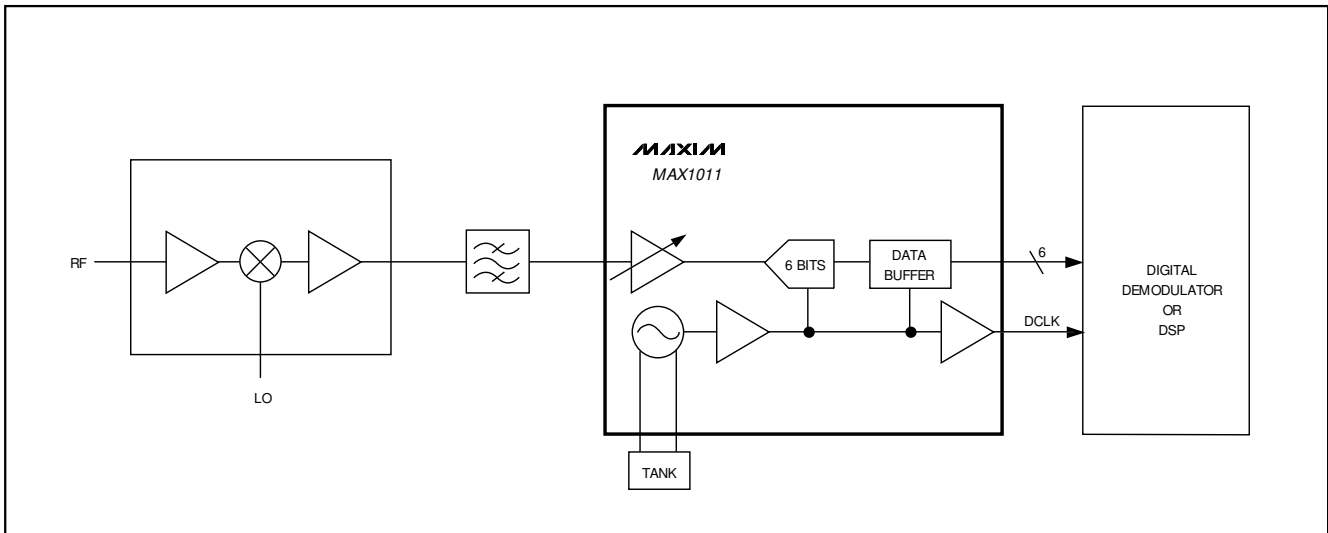 MAXIM
MAX1011
RF
LO
6 BITS
DATA
BUFFER
6
DCLK
TANK
DIGITAL
DEMODULATOR
OR
DSP